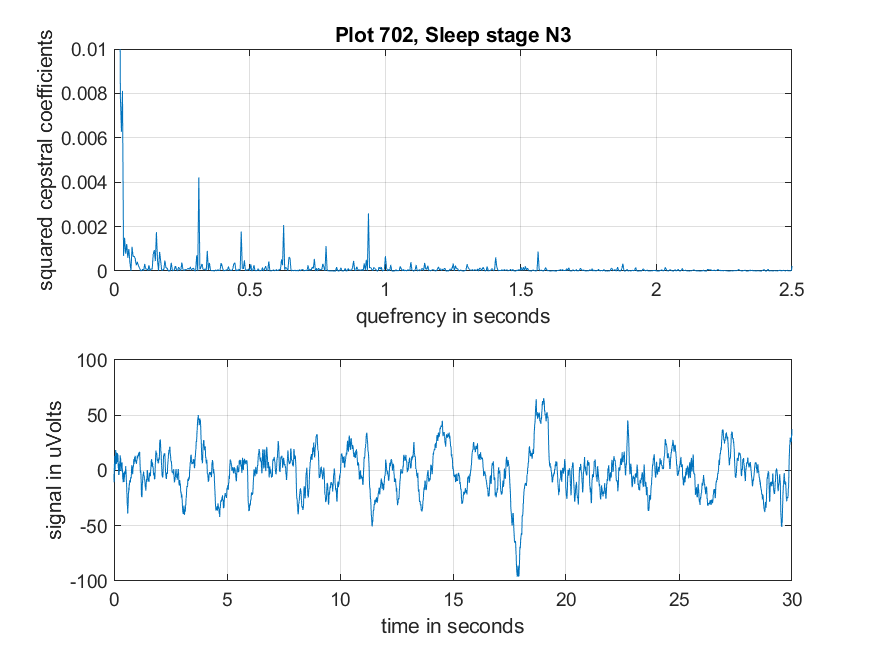 Plot 702, Sleep stage N3
squared cepstral coefficients
0.01
0.008
0.006
0.004
0.002
0
0 0.5 1 1.5 2 2.5
quefrency in seconds
signal in uVolts
100
50
0
-50
-100
0 5 10 15 20 25 30
time in seconds